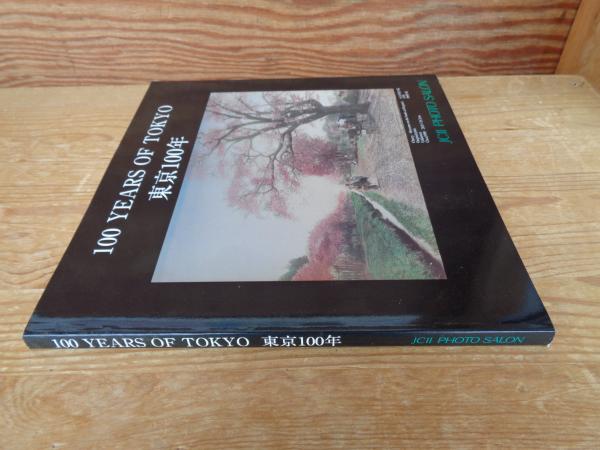 100 YEARS OF TOKYO
東京100年
JCII PHOTO SALON
100 YEARS OF TOKYO 東京100年 JCII PHOTO SALON